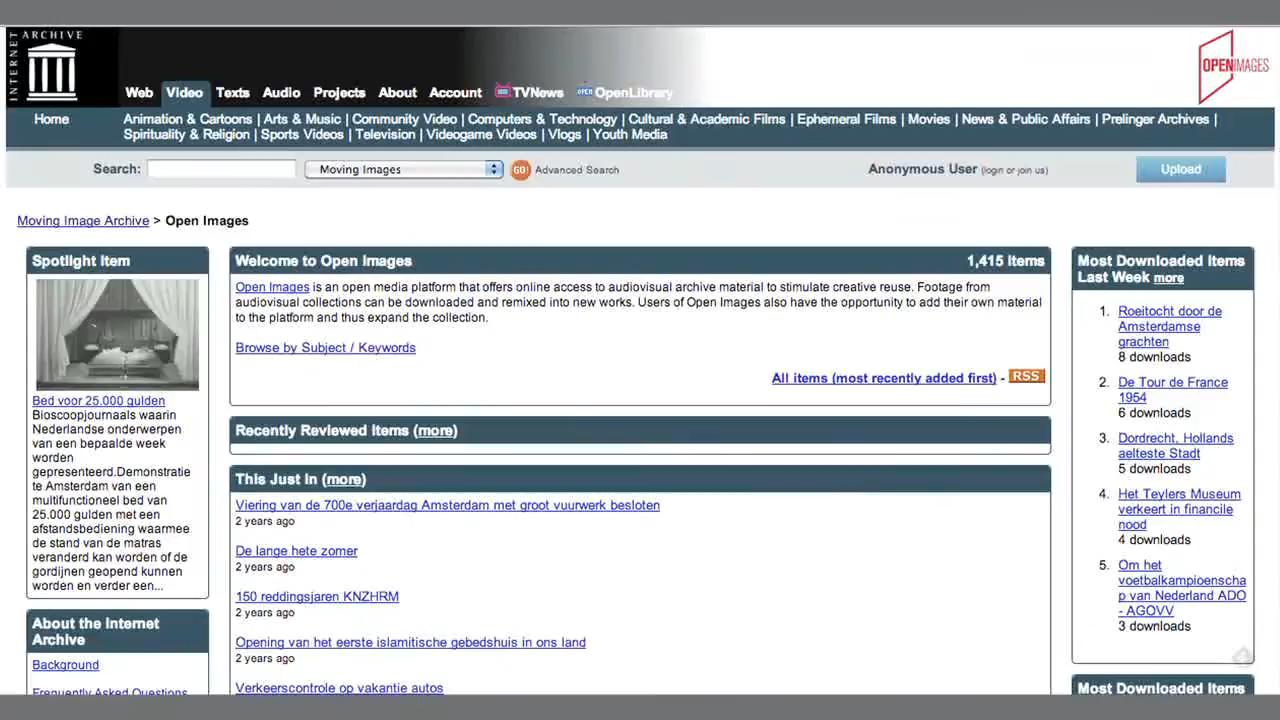 INTERNET ARCHIVE
OPENIMAGES
Web Video Texts Audio Projects About Account TVNews OPEN OpenLibrary
Home
Animation & Cartoons | Arts & Music | Community Video | Computers & Technology | Cultural & Academic Films | Ephemeral Films | Movies | News & Public Affairs | Prelinger Archives |
Spirituality & Religion | Sports Videos | Television | Videogame Videos | Vlogs | Youth Media
Search: Moving Images GO! Advanced Search Anonymous User (login or join us) Upload
Moving Image Archive > Open Images
Spotlight Item
Bed voor 25.000 gulden
Bioscoopjournaals waarin
Nederlandse onderwerpen
van een bepaalde week
worden
gepresenteerd.Demonstratie
te Amsterdam van een
multifunctioneel bed van
25.000 gulden met een
afstandsbediening waarmee
de stand van de matras
veranderd kan worden of de
gordijnen geopend kunnen
worden en verder een...
About the Internet
Archive
Background
Frequently Asked Questions
Welcome to Open Images 1,415 Items
Open Images is an open media platform that offers online access to audiovisual archive material to stimulate creative reuse. Footage from
audiovisual collections can be downloaded and remixed into new works. Users of Open Images also have the opportunity to add their own material
to the platform and thus expand the collection.
Browse by Subject / Keywords
All items (most recently added first) - RSS
Recently Reviewed Items (more)
This Just In (more)
Viering van de 700e verjaardag Amsterdam met groot vuurwerk besloten
2 years ago
De lange hete zomer
2 years ago
150 reddingsjaren KNZHRM
2 years ago
Opening van het eerste islamitische gebedshuis in ons land
2 years ago
Verkeerscontrole op vakantie autos
Most Downloaded Items
Last Week more
1. Roeitocht door de
Amsterdamse
grachten
8 downloads
2. De Tour de France
1954
6 downloads
3. Dordrecht, Hollands
aelteste Stadt
5 downloads
4. Het Teylers Museum
verkeert in financile
nood
4 downloads
5. Om het
voetbalkampioenscha
p van Nederland ADO
- AGOVV
3 downloads
Most Downloaded Items